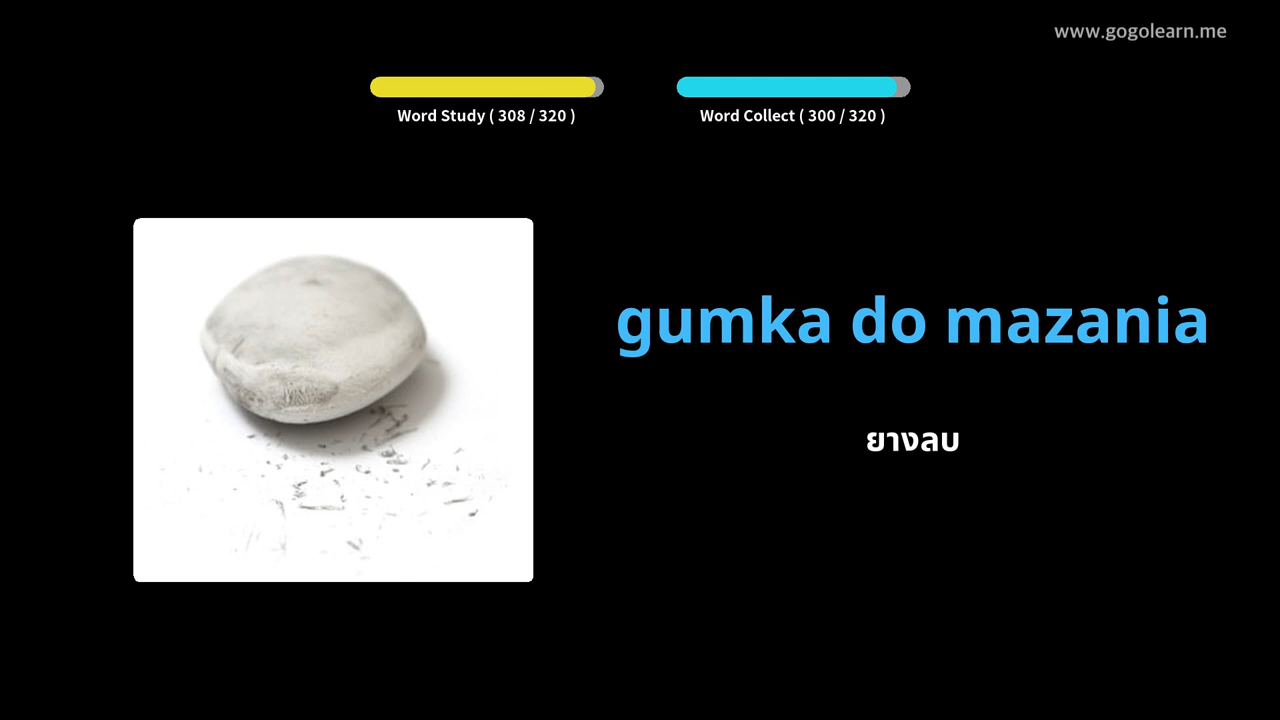 www.gogolearn.me
Word Study ( 308 / 320 )
Word Collect ( 300 / 320 )
gumka do mazania
ยางลบ